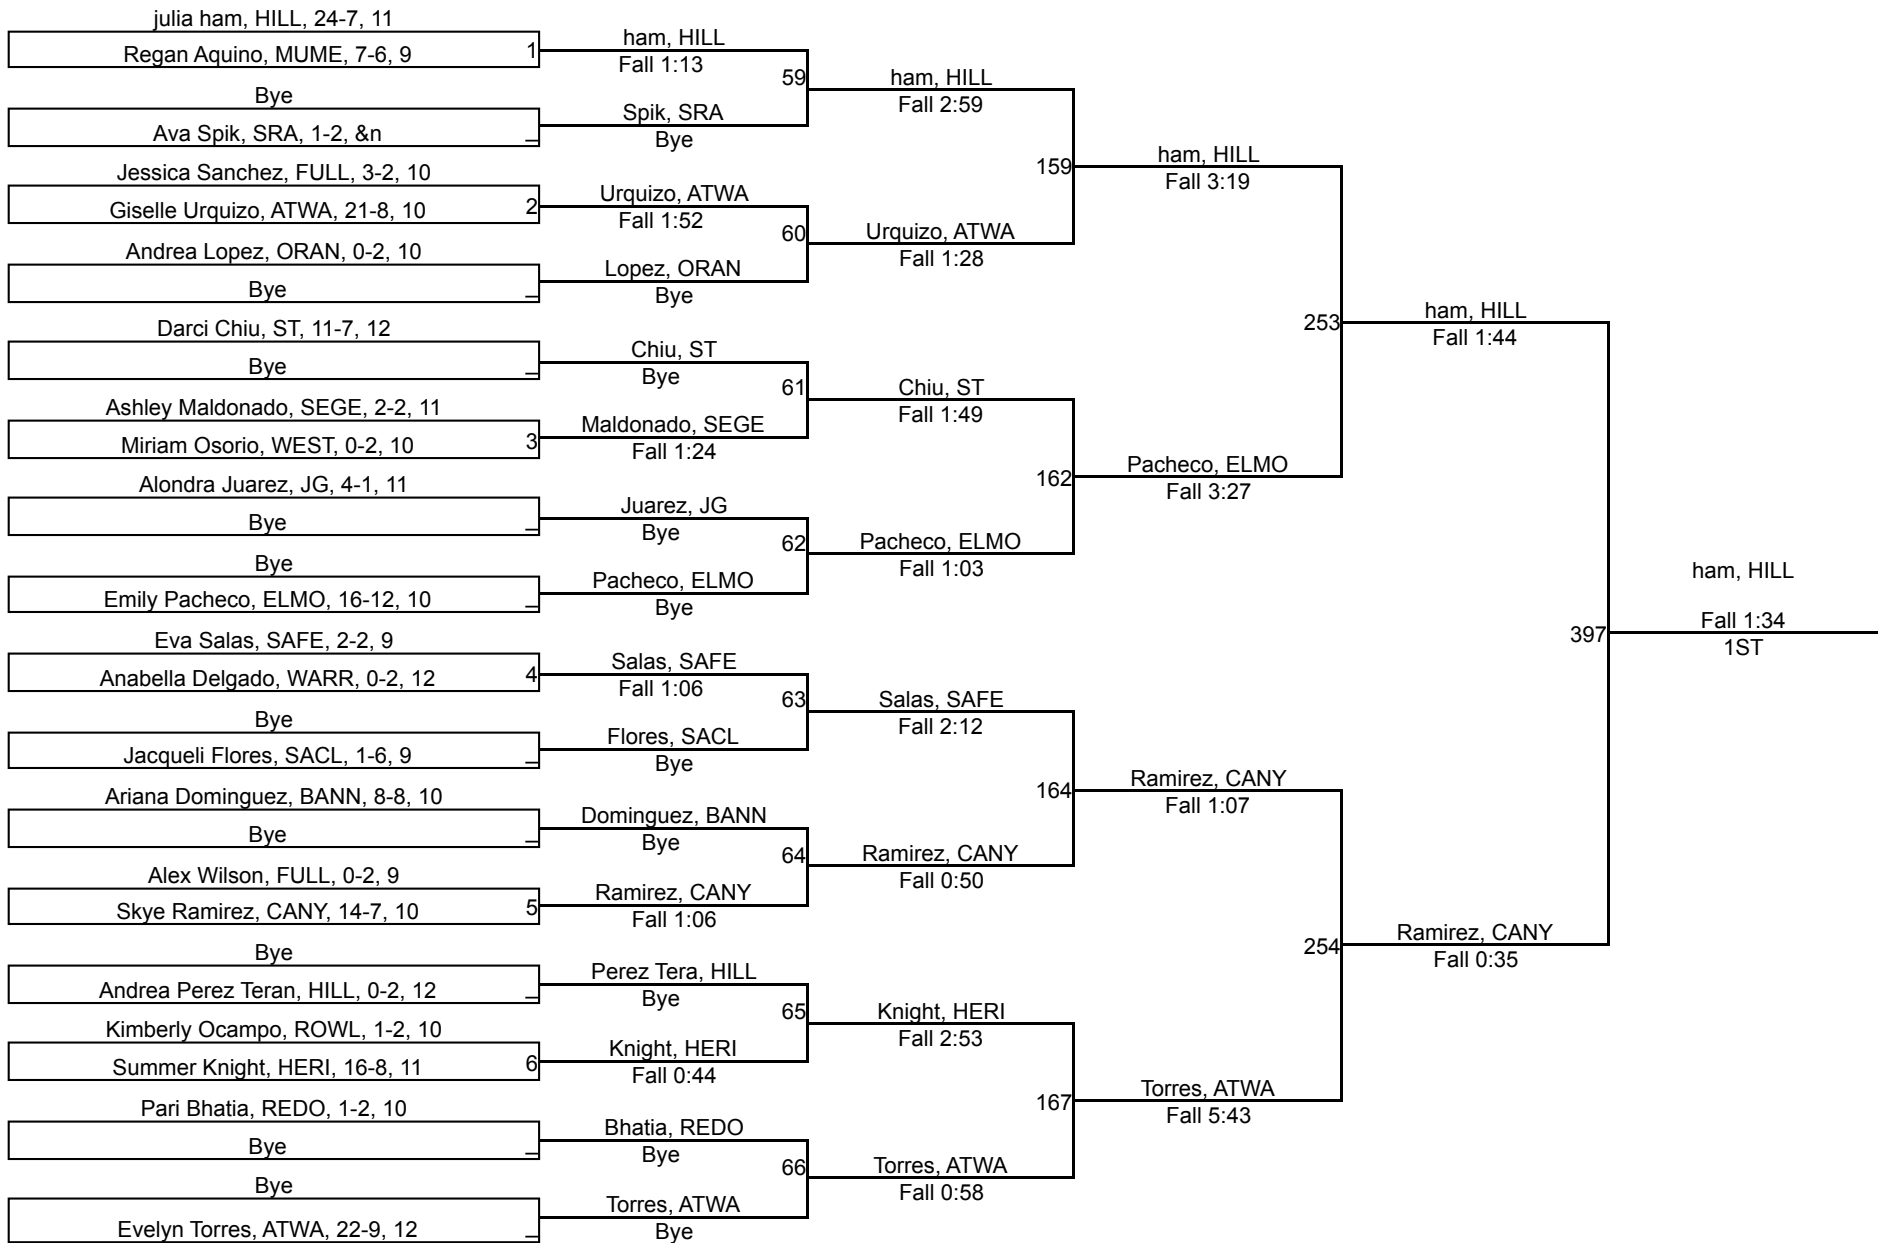 julia ham, HILL, 24-7, 11
Regan Aquino, MUME, 7-6, 9
1
Bye
Ava Spik, SRA, 1-2, &n
_
Jessica Sanchez, FULL, 3-2, 10
Giselle Urquizo, ATWA, 21-8, 10
2
Andrea Lopez, ORAN, 0-2, 10
Bye
_
Darci Chiu, ST, 11-7, 12
Bye
_
Ashley Maldonado, SEGE, 2-2, 11
Miriam Osorio, WEST, 0-2, 10
3
Alondra Juarez, JG, 4-1, 11
Bye
_
Bye
Emily Pacheco, ELMO, 16-12, 10
_
Eva Salas, SAFE, 2-2, 9
Anabella Delgado, WARR, 0-2, 12
4
Bye
Jacqueli Flores, SACL, 1-6, 9
_
Ariana Dominguez, BANN, 8-8, 10
Bye
_
Alex Wilson, FULL, 0-2, 9
Skye Ramirez, CANY, 14-7, 10
5
Bye
Andrea Perez Teran, HILL, 0-2, 12
_
Kimberly Ocampo, ROWL, 1-2, 10
Summer Knight, HERI, 16-8, 11
6
Pari Bhatia, REDO, 1-2, 10
Bye
_
Bye
Evelyn Torres, ATWA, 22-9, 12
_
ham, HILL
Fall 1:13
59
Spik, SRA
Bye
Urquizo, ATWA
Fall 1:52
60
Lopez, ORAN
Bye
Chiu, ST
Bye
61
Maldonado, SEGE
Fall 1:24
Juarez, JG
Bye
62
Pacheco, ELMO
Bye
Salas, SAFE
Fall 1:06
63
Flores, SACL
Bye
Dominguez, BANN
Bye
64
Ramirez, CANY
Fall 1:06
Perez Tera, HILL
Bye
65
Knight, HERI
Fall 0:44
Bhatia, REDO
Bye
66
Torres, ATWA
Bye
ham, HILL
Fall 2:59
159
Urquizo, ATWA
Fall 1:28
Chiu, ST
Fall 1:49
162
Pacheco, ELMO
Fall 1:03
Salas, SAFE
Fall 2:12
164
Ramirez, CANY
Fall 0:50
Knight, HERI
Fall 2:53
167
Torres, ATWA
Fall 0:58
ham, HILL
Fall 3:19
253
Pacheco, ELMO
Fall 3:27
Ramirez, CANY
Fall 1:07
254
Torres, ATWA
Fall 5:43
ham, HILL
Fall 1:44
397
Ramirez, CANY
Fall 0:35
ham, HILL
Fall 1:34
1ST